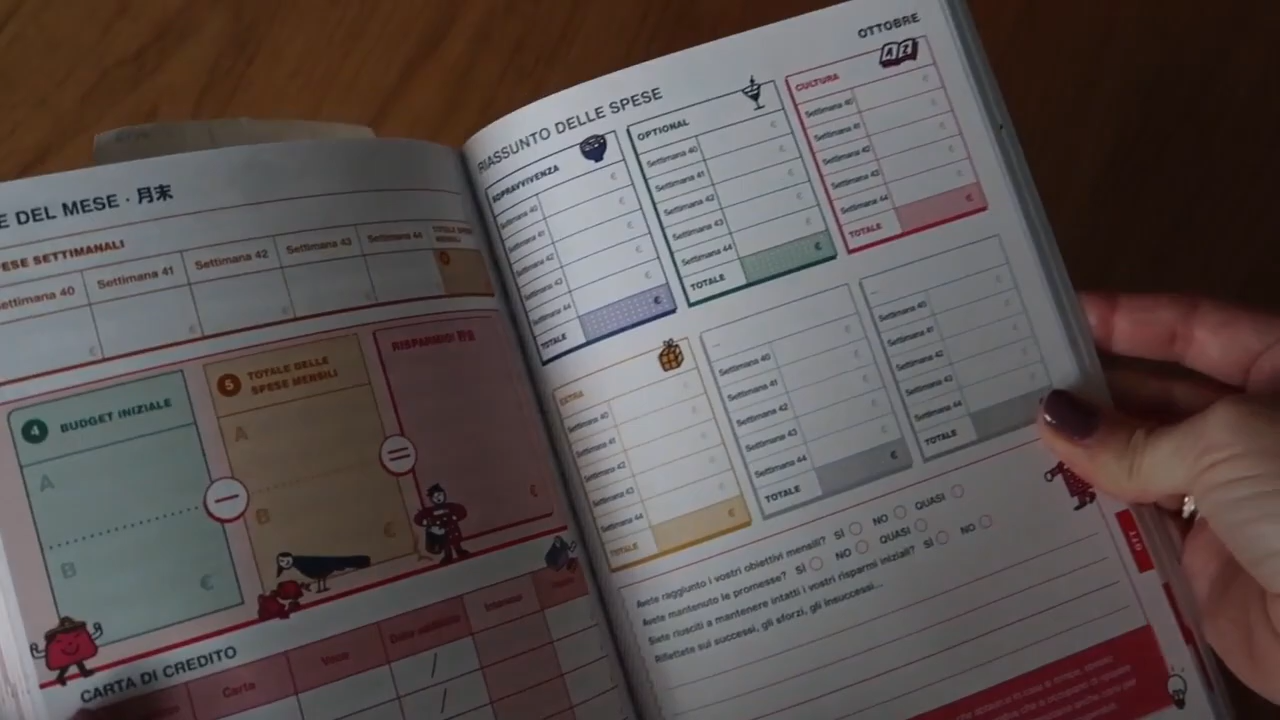 E DEL MESE · 月末
ESE SETTIMANALI
Settimana 40
Settimana 41
Settimana 42
Settimana 43
Settimana 44
€
€
4 BUDGET INIZIALE
A
B
€
5 TOTALE DELLE
SPESE MENSILI
A
B
€
RISPARMIO!
€
CARTA DI CREDITO
Carta
Voce
Interessi
OTTOBRE
RIASSUNTO DELLE SPESE
SOPRAVVIVENZA
Settimana 40
Settimana 41
Settimana 42
Settimana 43
Settimana 44
TOTALE
€
OPTIONAL
Settimana 40
Settimana 41
Settimana 42
Settimana 43
Settimana 44
TOTALE
€
CULTURA
Settimana 40
Settimana 41
Settimana 42
Settimana 43
Settimana 44
TOTALE
€
EXTRA
Settimana 40
Settimana 41
Settimana 42
Settimana 43
Settimana 44
TOTALE
€
Settimana 40
Settimana 41
Settimana 42
Settimana 43
Settimana 44
TOTALE
€
Settimana 40
Settimana 41
Settimana 42
Settimana 43
Settimana 44
TOTALE
Avete raggiunto i vostri obiettivi mensili? SÌ NO QUASI
Avete mantenuto le promesse? SÌ NO QUASI
Siete riusciti a mantenere intatti i vostri risparmi iniziali? SÌ NO
Riflettete sui successi, gli sforzi, gli insuccessi...